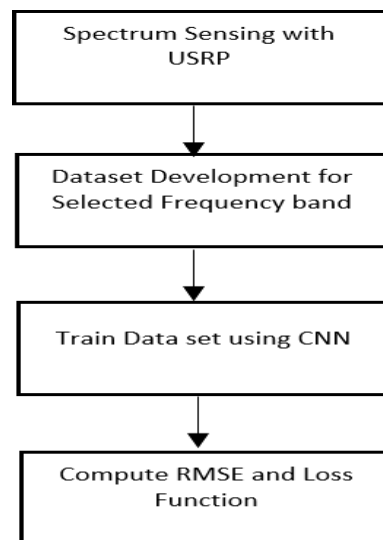 Spectrum Sensing with
USRP
Dataset Development for
Selected Frequency band
Train Data set using CNN
Compute RMSE and Loss
Function